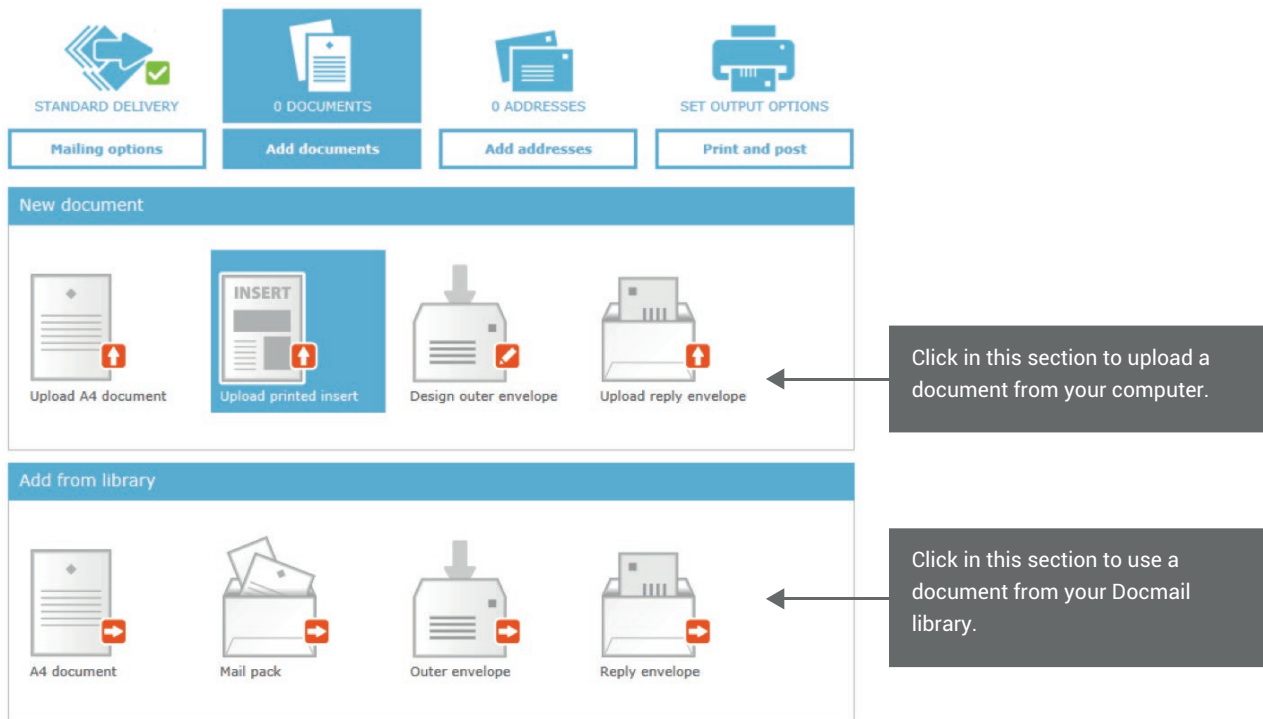 STANDARD DELIVERY
0 DOCUMENTS
0 ADDRESSES
SET OUTPUT OPTIONS
Mailing options
Add documents
Add addresses
Print and post
New document
INSERT
Upload A4 document
Upload printed insert
Design outer envelope
Upload reply envelope
Click in this section to upload a
document from your computer.
Add from library
A4 document
Mail pack
Outer envelope
Reply envelope
Click in this section to use a
document from your Docmail
library.